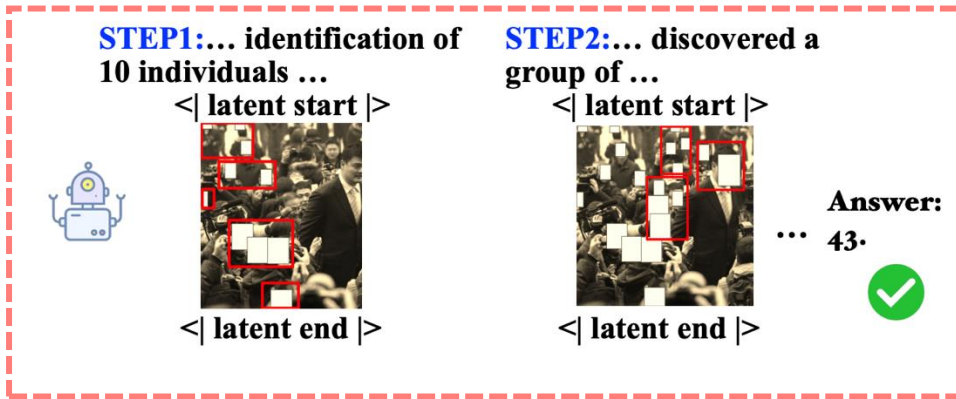 STEP1:... identification of
10 individuals ...
<| latent start |>
<| latent end |>
STEP2:... discovered a
group of ...
<| latent start |>
<| latent end |>
...
Answer:
43.